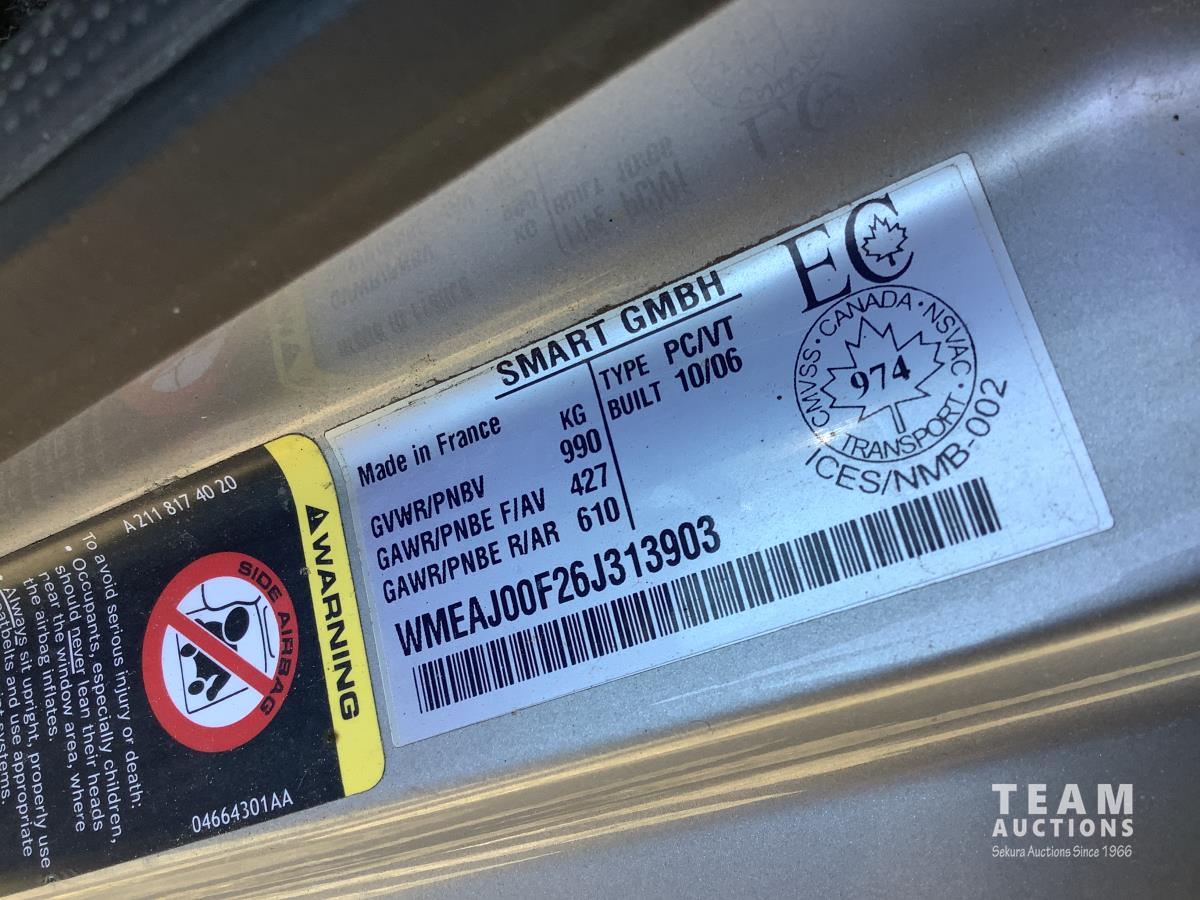 SMART GMBH
EC
Made in France KG
GVWR/PNBV 990
GAWR/PNBE F/AV 427
GAWR/PNBE R/AR 610
TYPE PC/VT
BUILT 10/06
CMVSS · CANADA · NSVAC
974
TRANSPORT
ICES/NMB-002
WMEAJ00F26J313903
A 211 817 40 20
WARNING
SIDE AIRBAG
To avoid serious injury or death:
• Occupants, especially children,
should never lean their heads
near the window area, where
the airbag inflates.
Always sit upright, properly use
seatbelts and use appropriate
systems.
04664301AA
TEAM
AUCTIONS
Sekura Auctions Since 1966